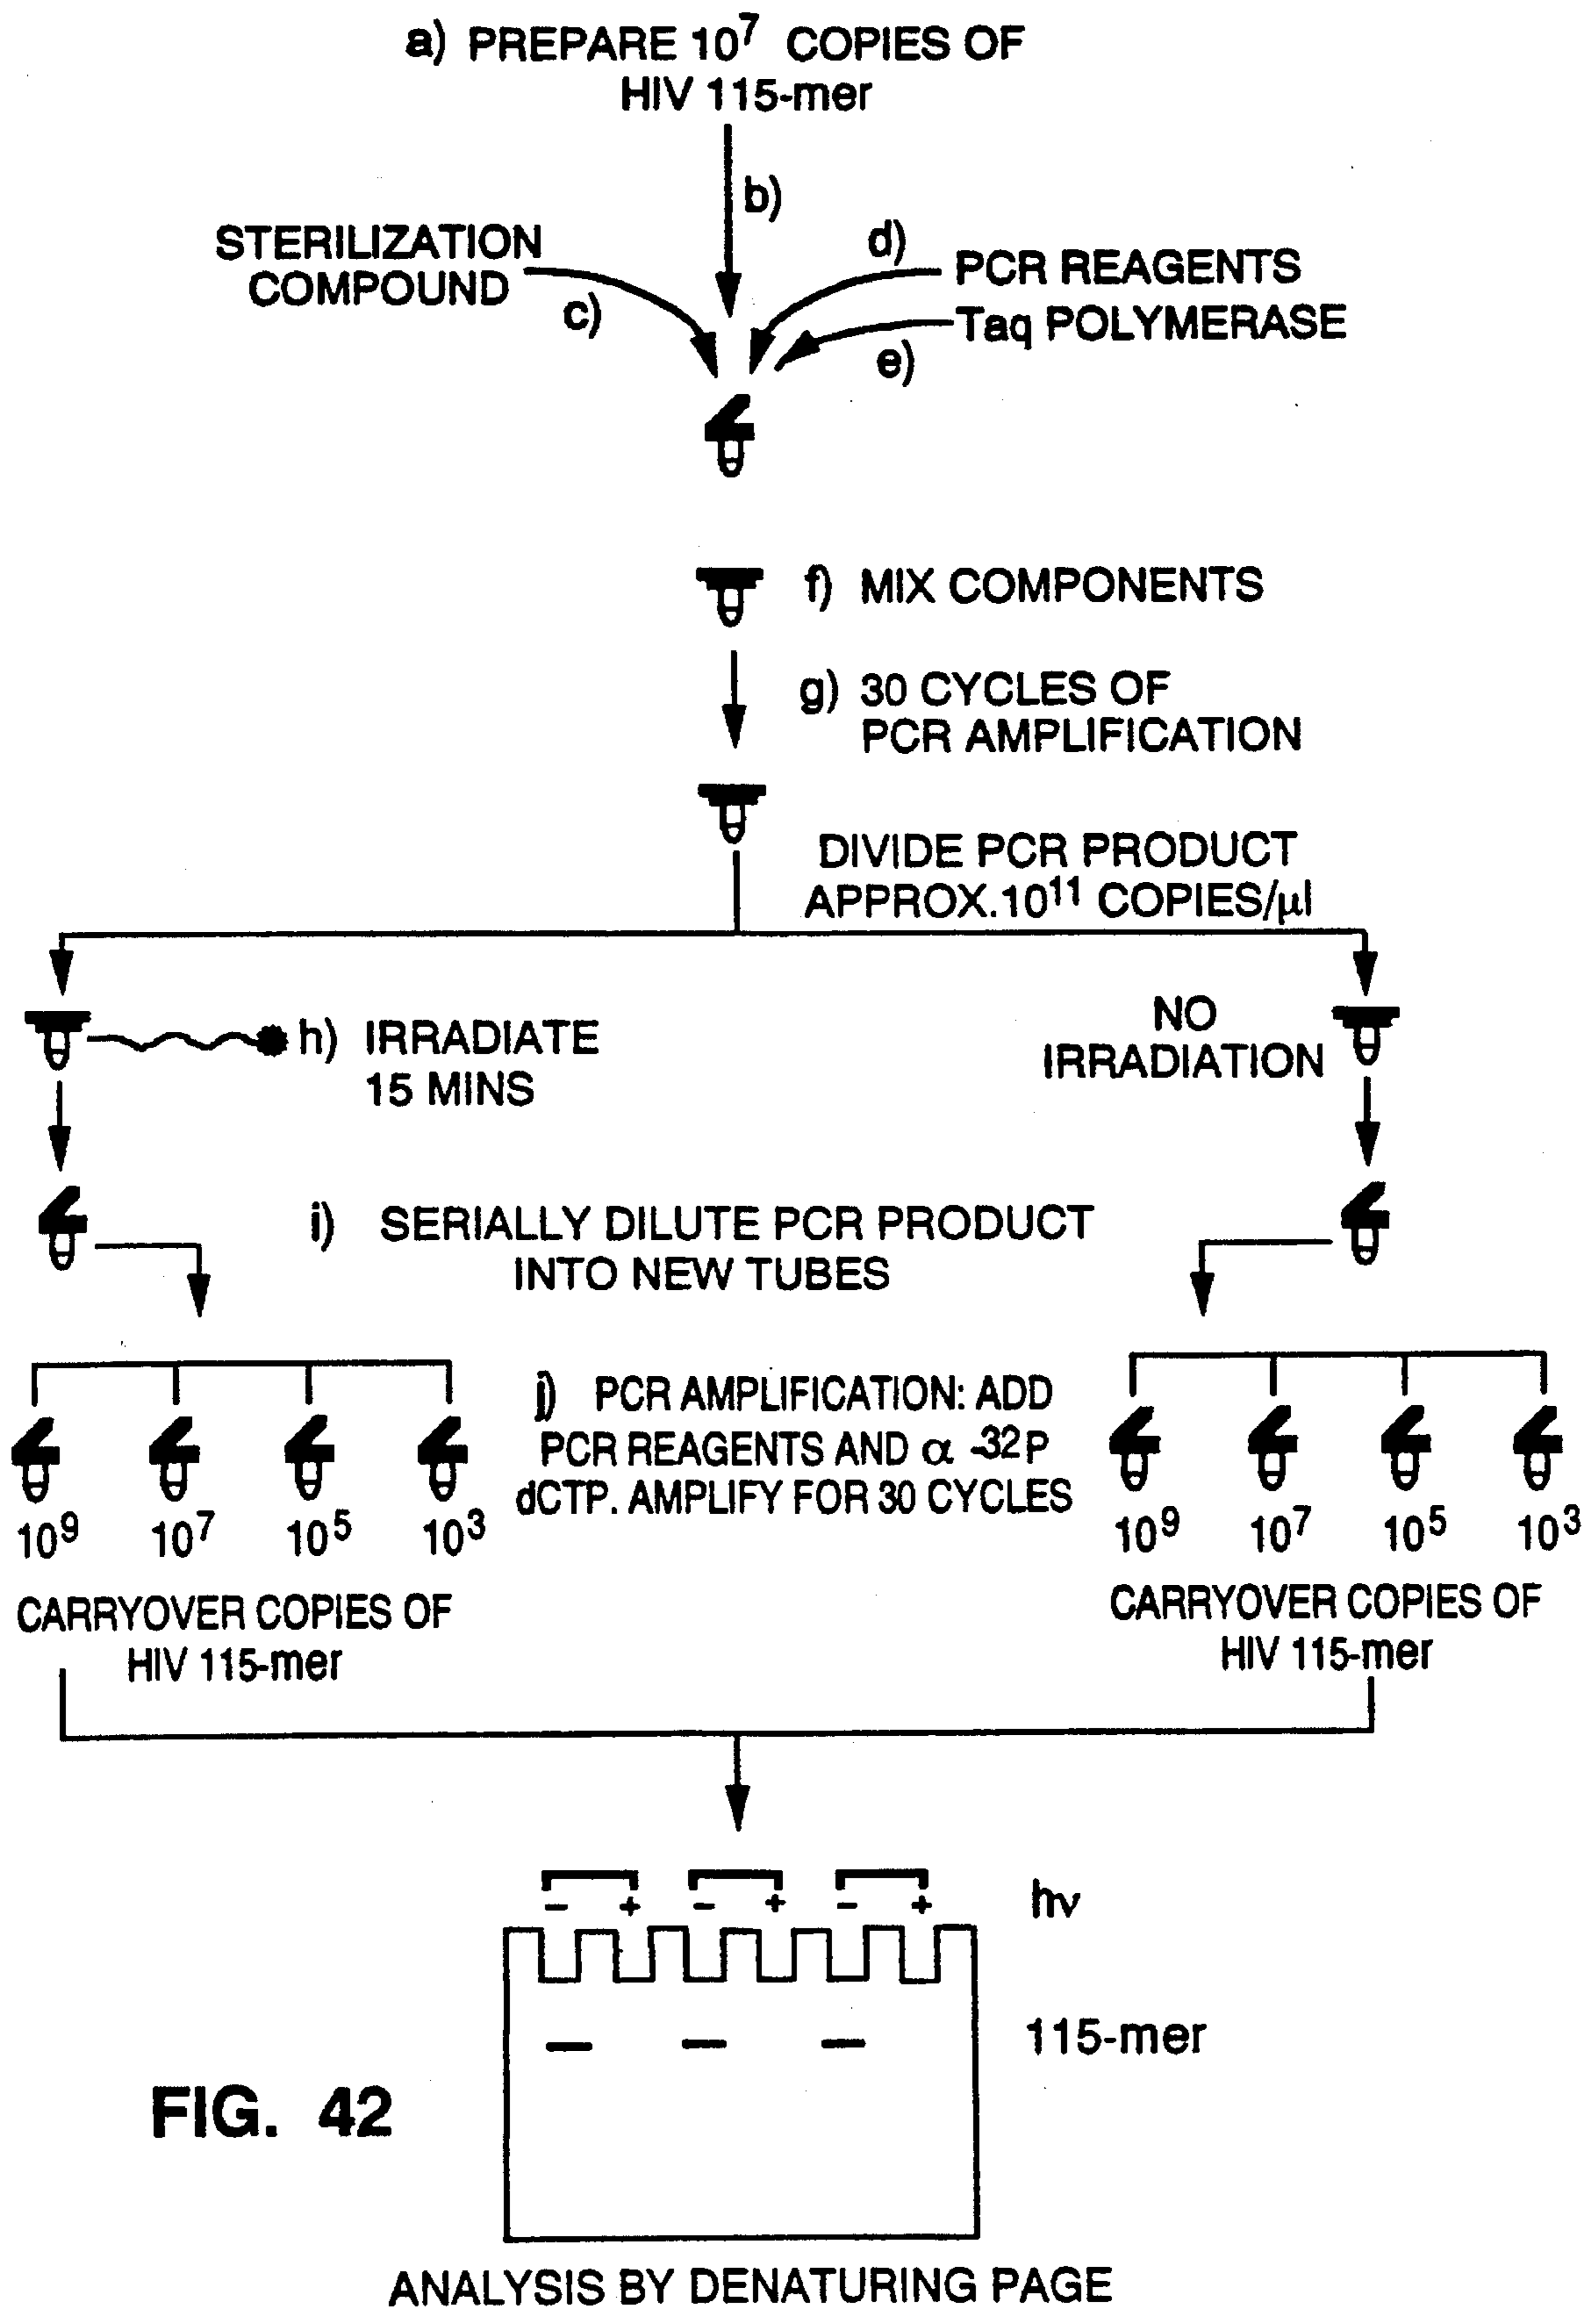 a) PREPARE 10⁷ COPIES OF
HIV 115-mer
b)
STERILIZATION
COMPOUND
c)
d)
PCR REAGENTS
Taq POLYMERASE
e)
f) MIX COMPONENTS
g) 30 CYCLES OF
PCR AMPLIFICATION
DIVIDE PCR PRODUCT
APPROX.10¹¹ COPIES/µl
h) IRRADIATE
15 MINS
NO
IRRADIATION
i) SERIALLY DILUTE PCR PRODUCT
INTO NEW TUBES
j) PCR AMPLIFICATION: ADD
PCR REAGENTS AND α -32P
dCTP. AMPLIFY FOR 30 CYCLES
10⁹ 10⁷ 10⁵ 10³
CARRYOVER COPIES OF
HIV 115-mer
10⁹ 10⁷ 10⁵ 10³
CARRYOVER COPIES OF
HIV 115-mer
- + - + - + hν
115-mer
FIG. 42
ANALYSIS BY DENATURING PAGE